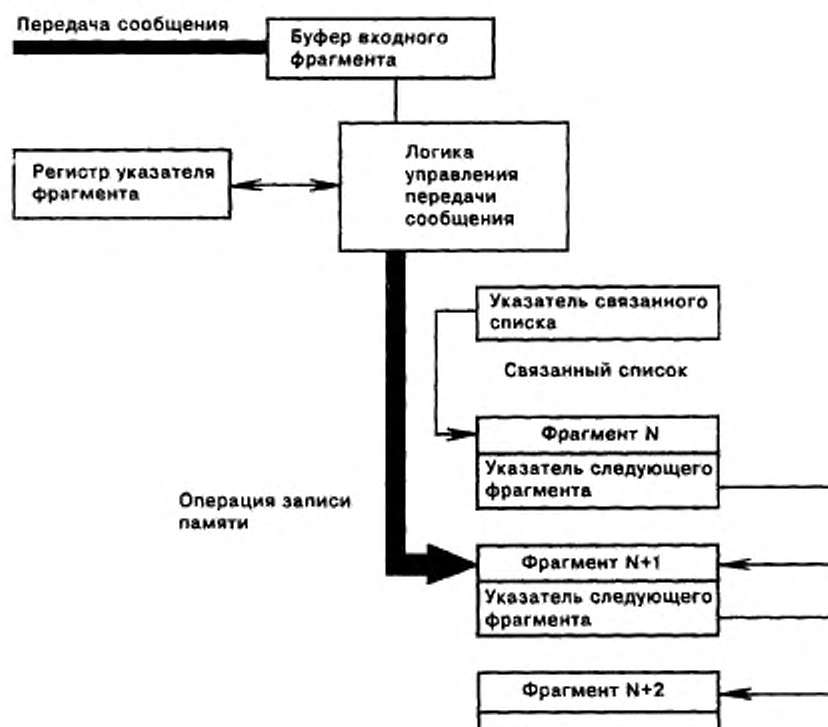 Передача сообщения
Буфер входного
фрагмента
Регистр указателя
фрагмента
Логика
управления
передачи
сообщения
Указатель связанного
списка
Связанный список
Фрагмент N
Указатель следующего
фрагмента
Операция записи
памяти
Фрагмент N+1
Указатель следующего
фрагмента
Фрагмент N+2